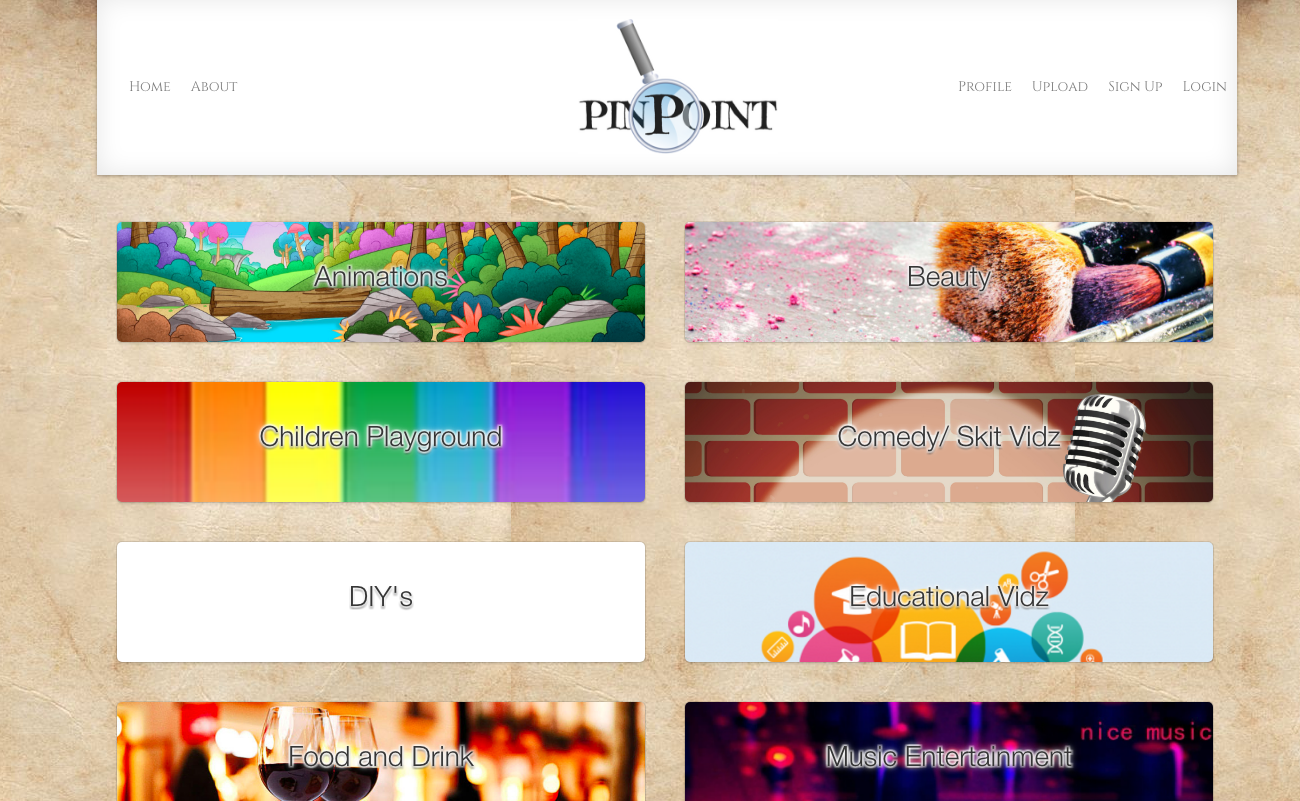 Home About
PINPOINT
Profile Upload Sign Up Login
Animations
Beauty
Children Playground
Comedy/ Skit Vidz
DIY's
Educational Vidz
Food and Drink
nice music
Music Entertainment